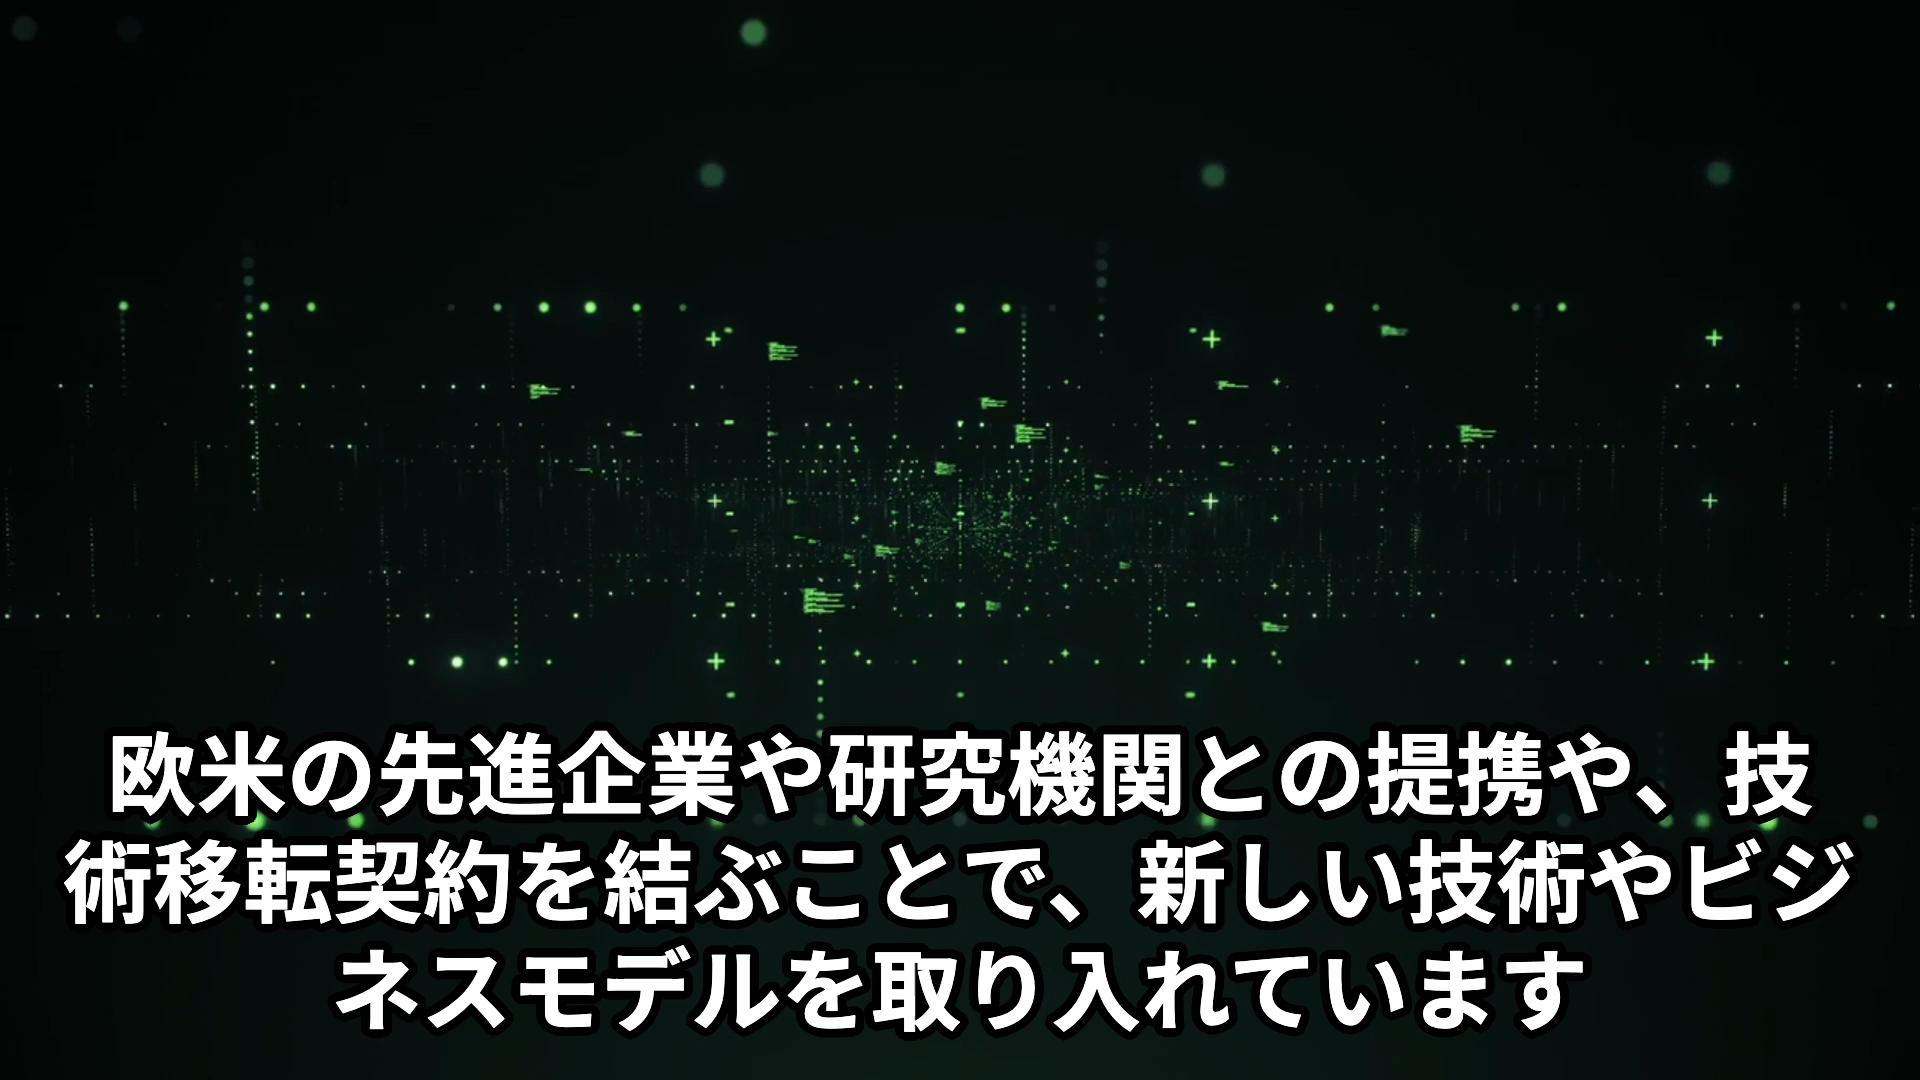 欧米の先進企業や研究機関との提携や、技
術移転契約を結ぶことで、新しい技術やビジ
ネスモデルを取り入れています